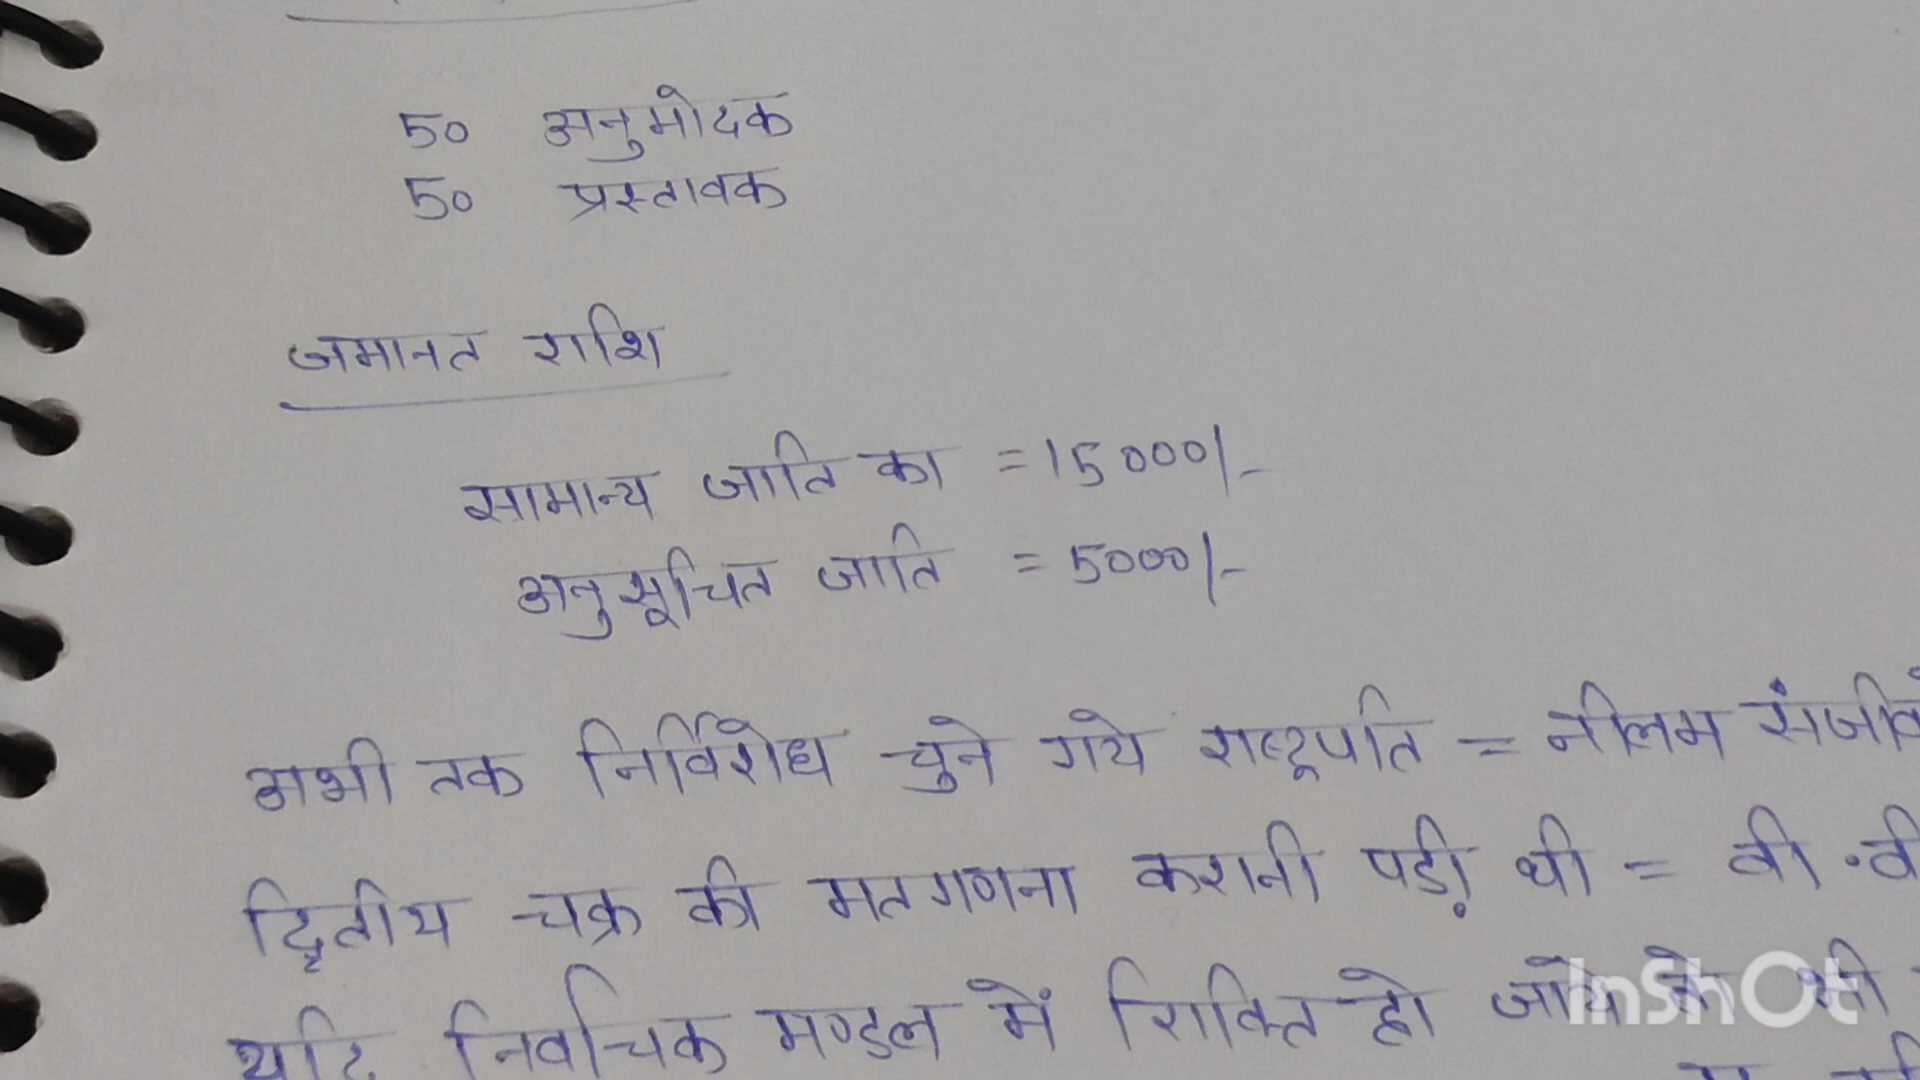 50 अनुमोदक
50 प्रस्तावक
जमानत राशि
सामान्य जाति का = 15000/-
अनुसूचित जाति = 5000/-
अभी तक निर्विरोध चुने गये राष्ट्रपति = नीलम
द्वितीय चक्र की मतगणना करानी पड़ी थी = वी.वी
यदि निर्वाचक मण्डल में रिक्ति हो
InShOt